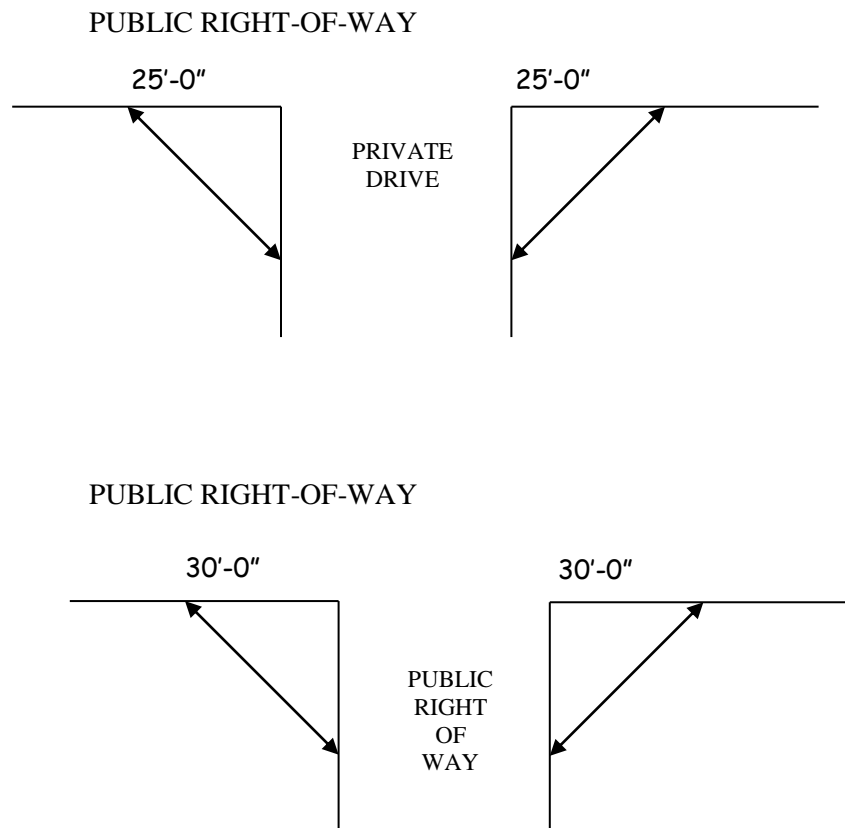 PUBLIC RIGHT-OF-WAY
25'-0" 25'-0"
PRIVATE
DRIVE
PUBLIC RIGHT-OF-WAY
30'-0" 30'-0"
PUBLIC
RIGHT
OF
WAY